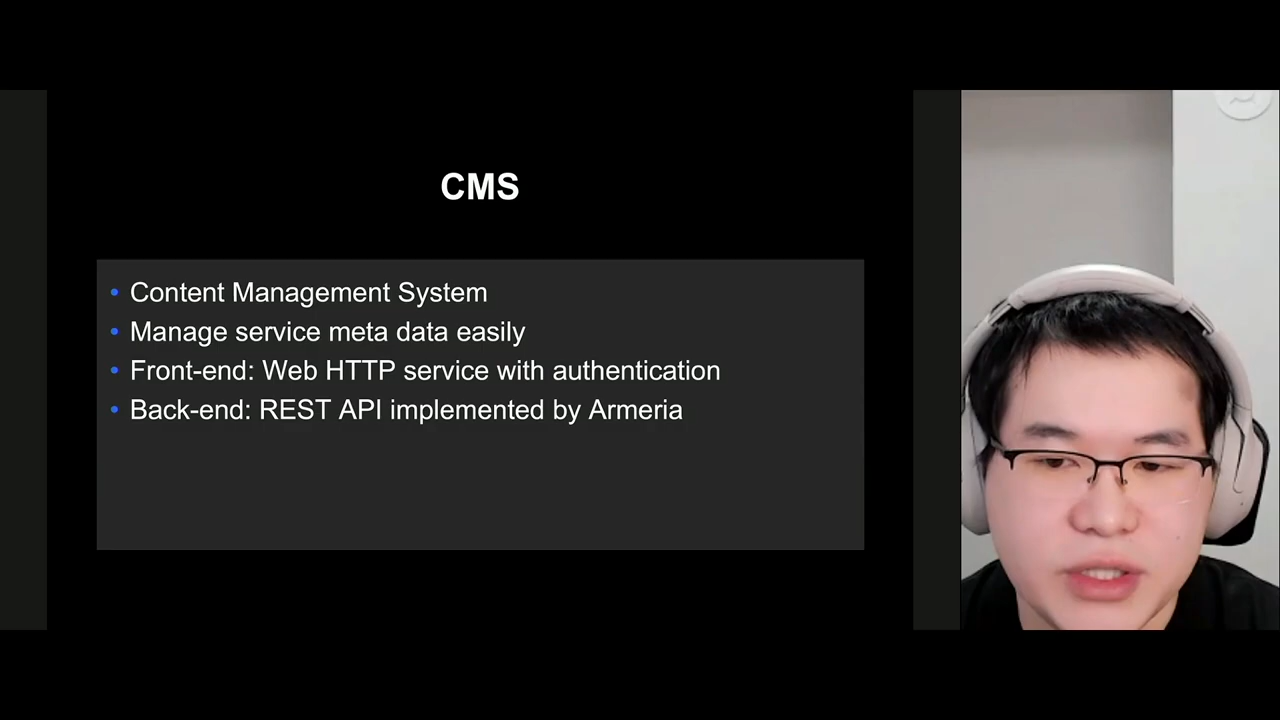 CMS
Content Management System
Manage service meta data easily
Front-end: Web HTTP service with authentication
Back-end: REST API implemented by Armeria